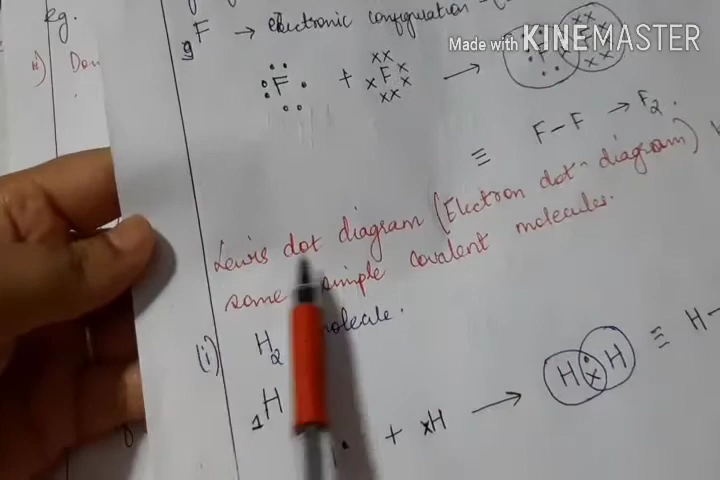 eg.
Made with KINEMASTER
₉F → electronic configuration -
F + F → F F
≡ F-F → F₂.
Lewis dot diagram (Electron dot-diagram)
some simple covalent molecules.
(i) H₂
₁H
+ xH → H H ≡ H-